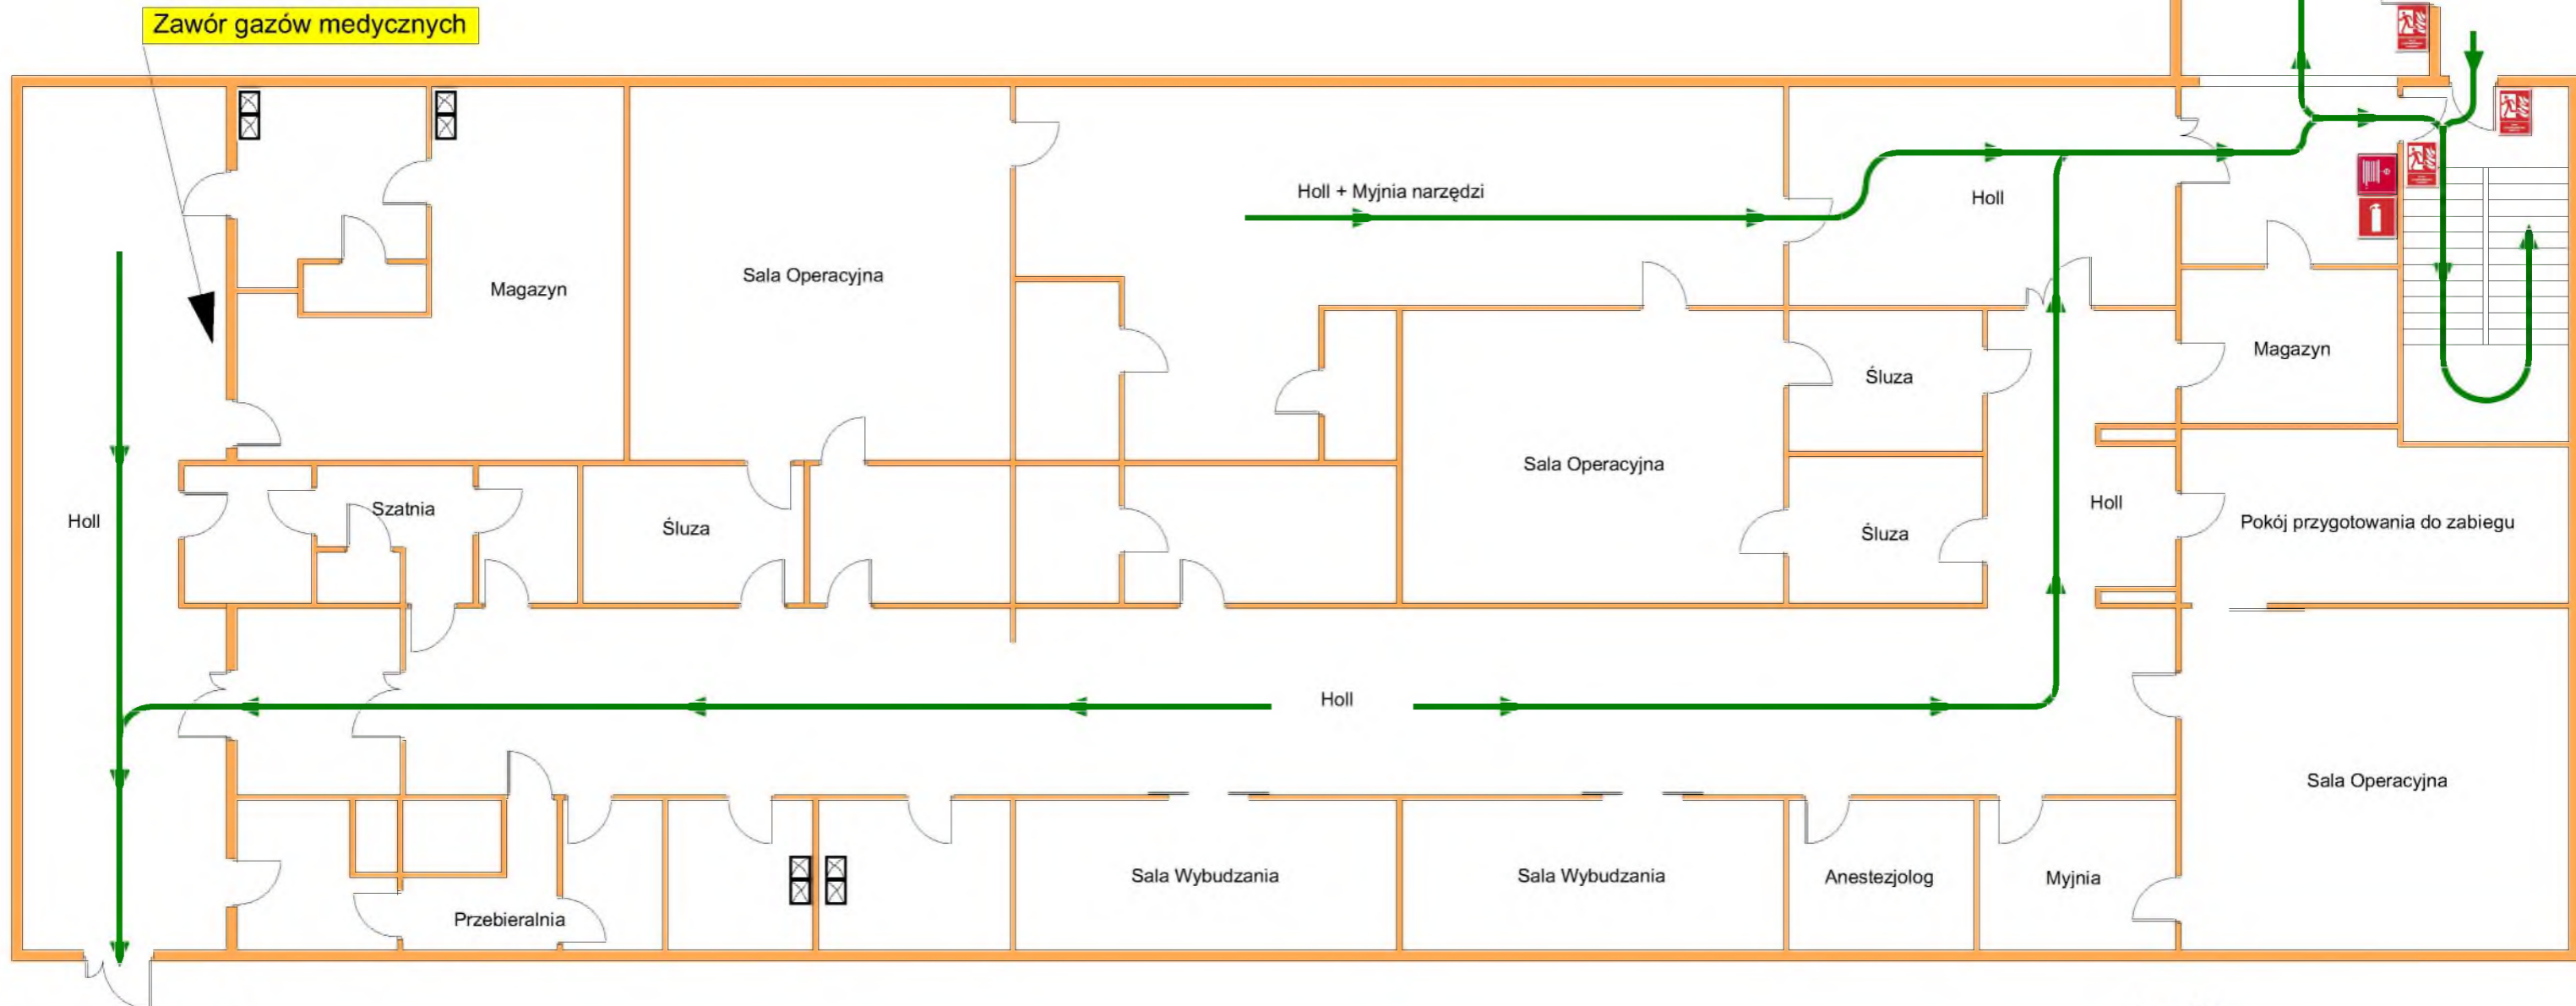 Zawór gazów medycznych
Holl + Myjnia narzędzi
Holl
Sala Operacyjna
Magazyn
Magazyn
Śluza
Sala Operacyjna
Holl
Szatnia
Holl
Śluza
Śluza
Pokój przygotowania do zabiegu
Holl
Sala Operacyjna
Sala Wybudzania
Sala Wybudzania
Anestezjolog
Myjnia
Przebieralnia